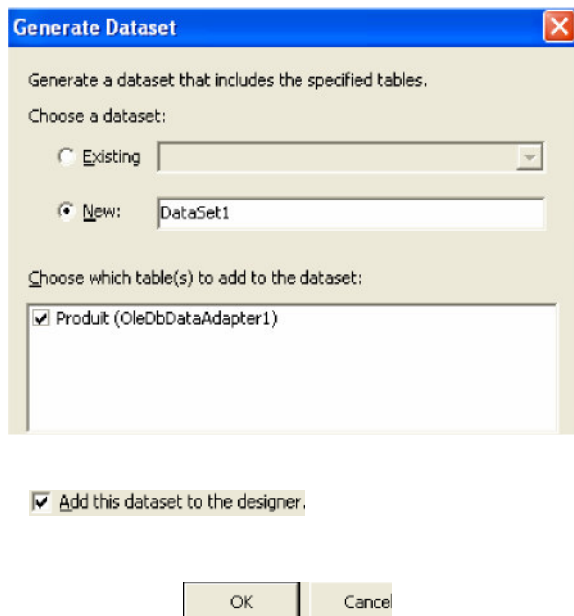 Generate Dataset
Generate a dataset that includes the specified tables.
Choose a dataset:
Existing
New: DataSet1
Choose which table(s) to add to the dataset:
Produit (OleDbDataAdapter1)
Add this dataset to the designer.
OK Cancel